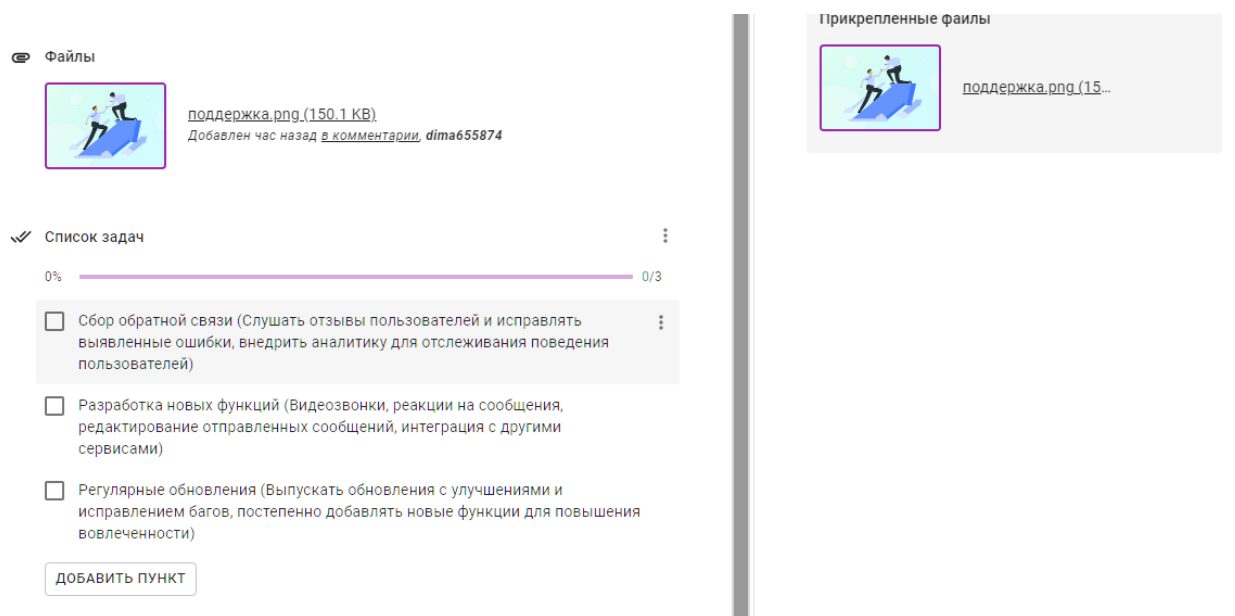 Файлы
поддержка.png (150.1 KB)
Добавлен час назад в комментарии, dima655874
Список задач
0%
0/3
Сбор обратной связи (Слушать отзывы пользователей и исправлять
выявленные ошибки, внедрить аналитику для отслеживания поведения
пользователей)
Разработка новых функций (Видеозвонки, реакции на сообщения,
редактирование отправленных сообщений, интеграция с другими
сервисами)
Регулярные обновления (Выпускать обновления с улучшениями и
исправлением багов, постепенно добавлять новые функции для повышения
вовлеченности)
ДОБАВИТЬ ПУНКТ
Прикрепленные файлы
поддержка.png (15...